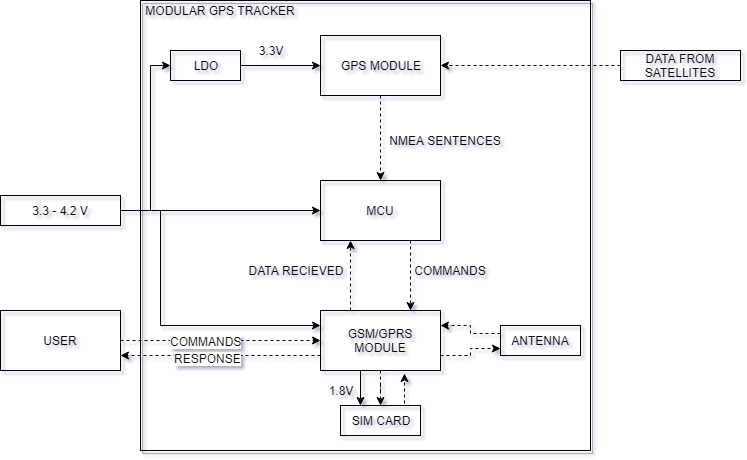 MODULAR GPS TRACKER
3.3V
LDO
GPS MODULE
DATA FROM
SATELLITES
NMEA SENTENCES
3.3 - 4.2 V
MCU
DATA RECIEVED
COMMANDS
USER
COMMANDS
RESPONSE
GSM/GPRS
MODULE
ANTENNA
1.8V
SIM CARD